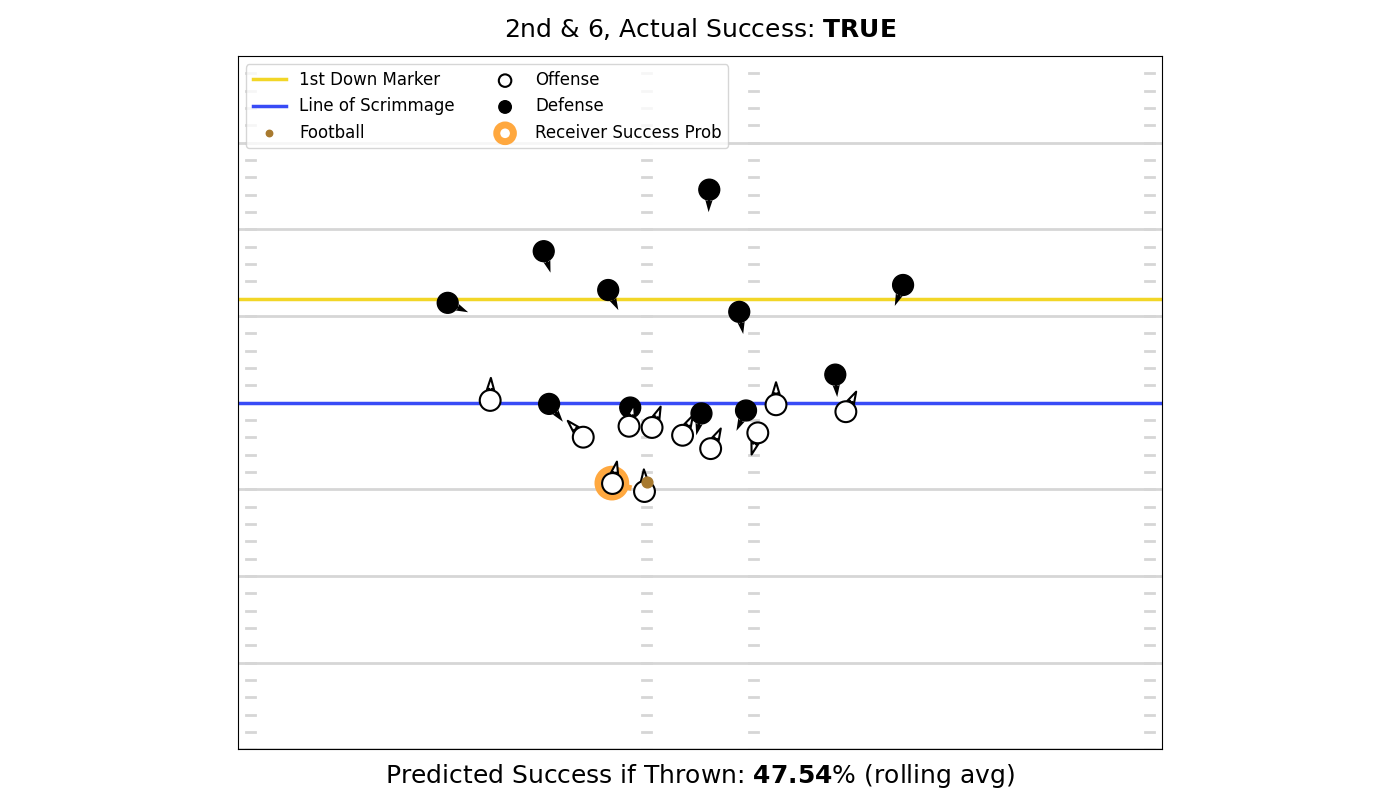 2nd & 6, Actual Success: TRUE
1st Down Marker
Line of Scrimmage
Football
Offense
Defense
Receiver Success Prob
Predicted Success if Thrown: 47.54% (rolling avg)